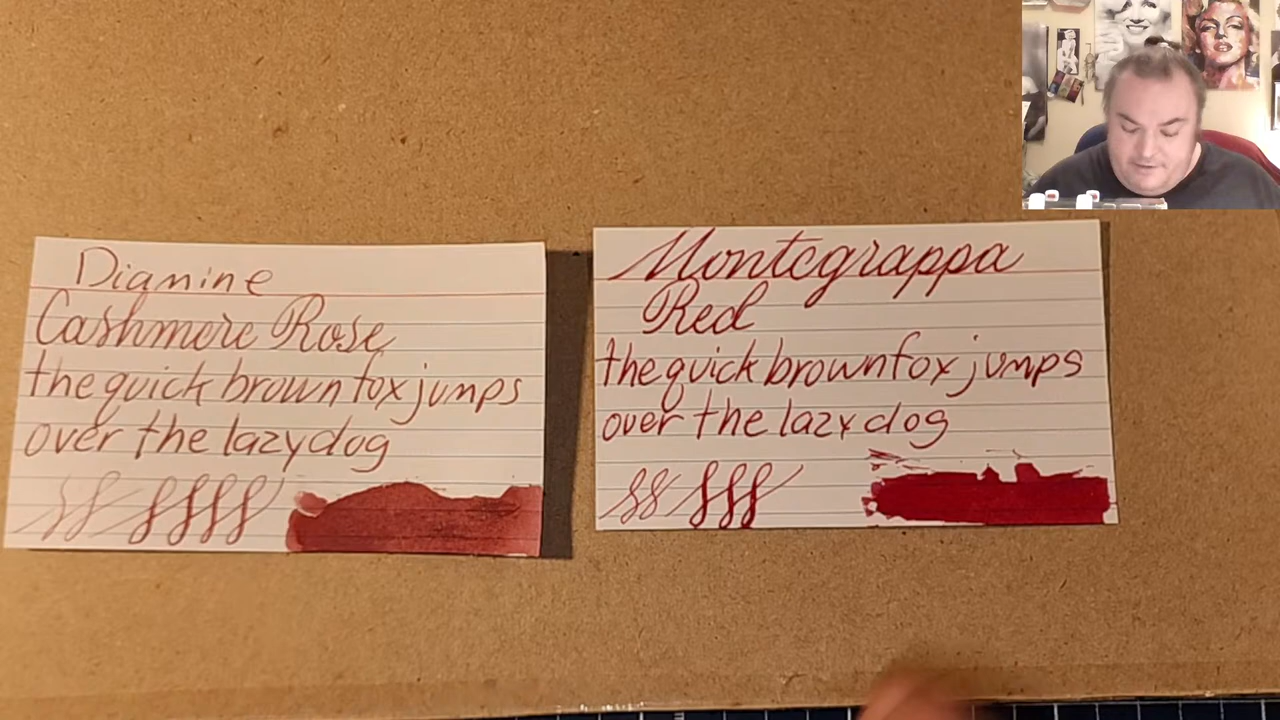 Diamine
Cashmere Rose
the quick brown fox jumps
over the lazy dog
Montegrappa
Red
the quick brown fox jumps
over the lazy dog